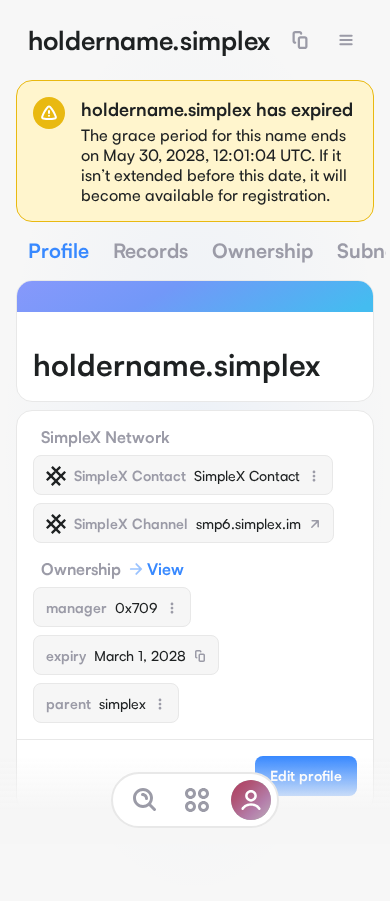 holdername.simplex
holdername.simplex has expired
The grace period for this name ends
on May 30, 2028, 12:01:04 UTC. If it
isn't extended before this date, it will
become available for registration.
Profile Records Ownership Subn
holdername.simplex
SimpleX Network
SimpleX Contact SimpleX Contact
SimpleX Channel smp6.simplex.im
Ownership → View
manager 0x709
expiry March 1, 2028
parent simplex
Edit profile